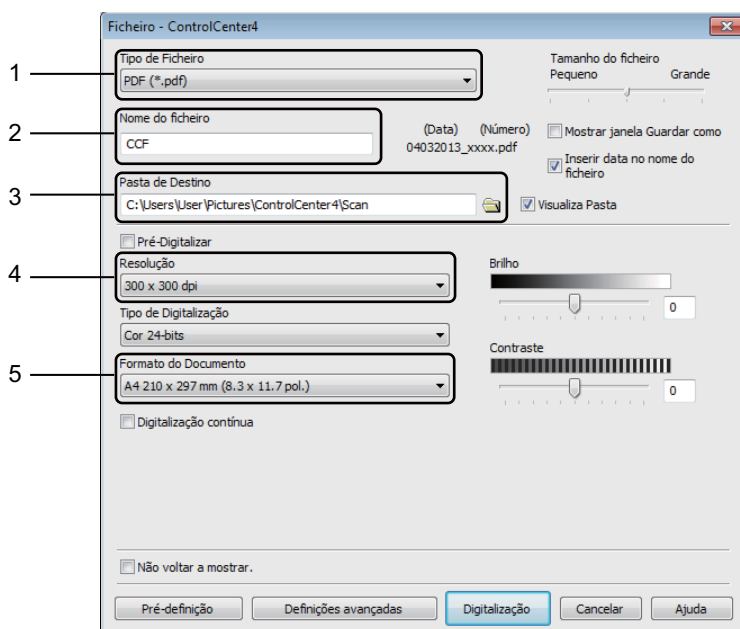 Ficheiro - ControlCenter4
1
Tipo de Ficheiro
PDF (*.pdf)
Tamanho do ficheiro
Pequeno Grande
2
Nome do ficheiro
CCF
(Data) (Número)
04032013_xxxx.pdf
Mostrar janela Guardar como
Inserir data no nome do
ficheiro
3
Pasta de Destino
C:\Users\User\Pictures\ControlCenter4\Scan
Visualiza Pasta
Pré-Digitalizar
4
Resolução
300 x 300 dpi
Brilho
0
Tipo de Digitalização
Cor 24-bits
Contraste
0
5
Formato do Documento
A4 210 x 297 mm (8.3 x 11.7 pol.)
Digitalização contínua
Não voltar a mostrar.
Pré-definição Definições avançadas Digitalização Cancelar Ajuda